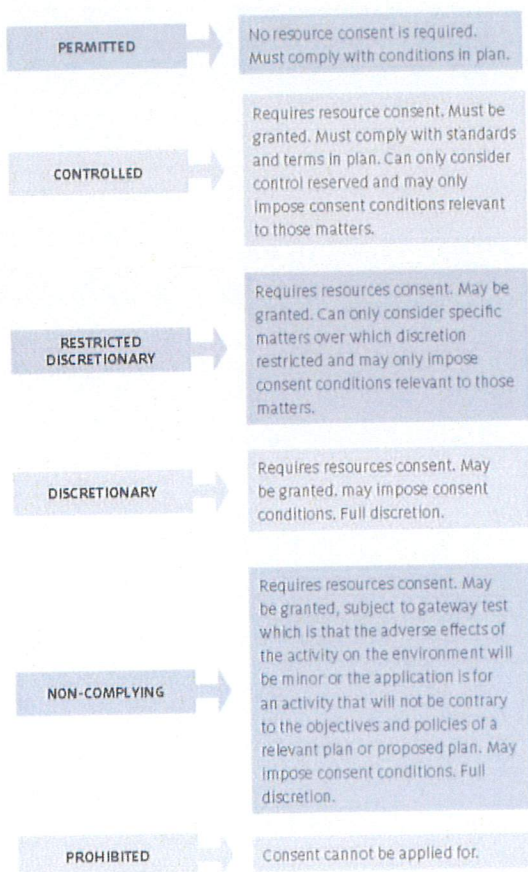 PERMITTED
No resource consent is required.
Must comply with conditions in plan.
CONTROLLED
Requires resource consent. Must be
granted. Must comply with standards
and terms in plan. Can only consider
control reserved and may only
impose consent conditions relevant
to those matters.
RESTRICTED
DISCRETIONARY
Requires resources consent. May be
granted. Can only consider specific
matters over which discretion
restricted and may only impose
consent conditions relevant to those
matters.
DISCRETIONARY
Requires resources consent. May
be granted. may impose consent
conditions. Full discretion.
NON-COMPLYING
Requires resources consent. May
be granted, subject to gateway test
which is that the adverse effects of
the activity on the environment will
be minor or the application is for
an activity that will not be contrary
to the objectives and policies of a
relevant plan or proposed plan. May
impose consent conditions. Full
discretion.
PROHIBITED
Consent cannot be applied for.